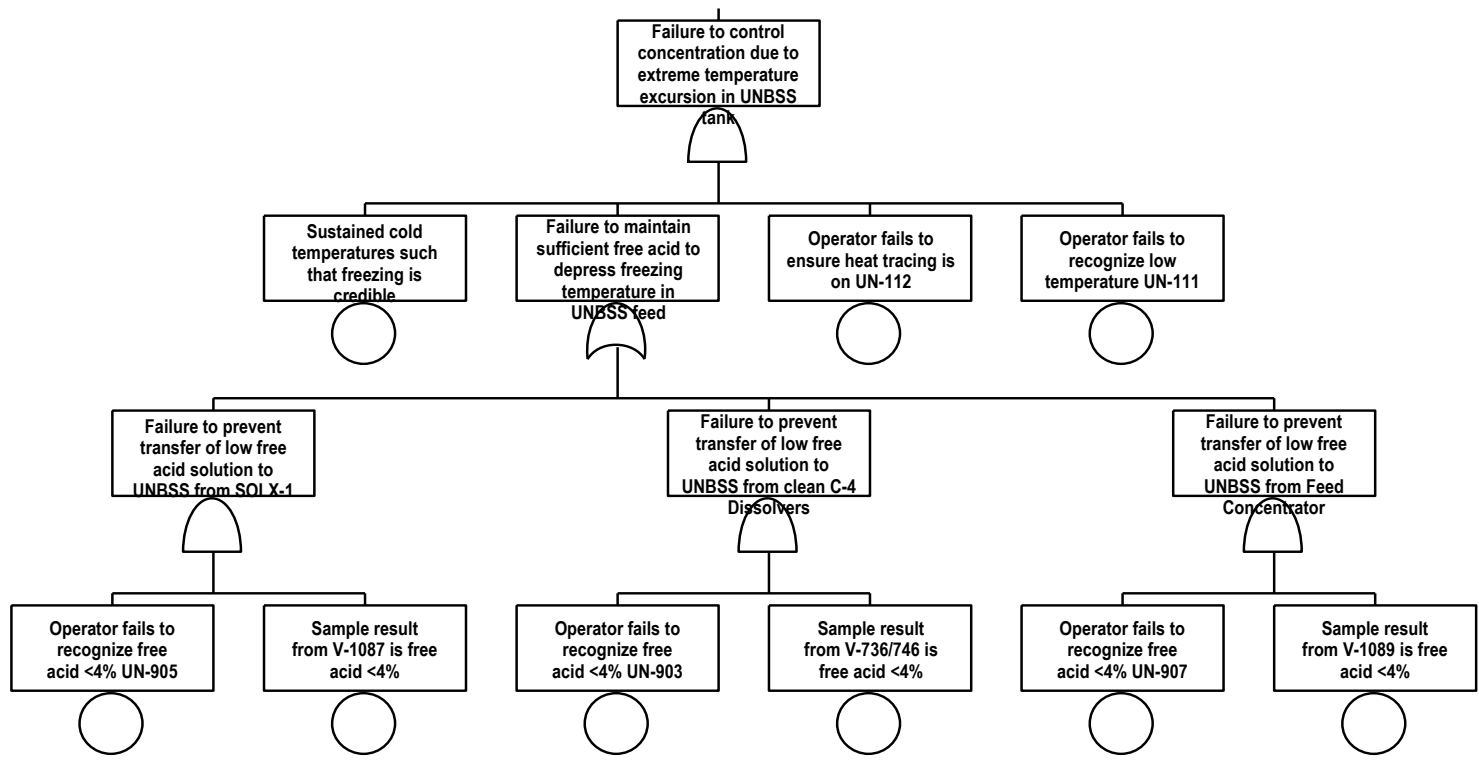 Failure to control
concentration due to
extreme temperature
excursion in UNBSS
tank
Sustained cold
temperatures such
that freezing is
credible
Failure to maintain
sufficient free acid to
depress freezing
temperature in
UNBSS feed
Operator fails to
ensure heat tracing is
on UN-112
Operator fails to
recognize low
temperature UN-111
Failure to prevent
transfer of low free
acid solution to
UNBSS from SOLX-1
Failure to prevent
transfer of low free
acid solution to
UNBSS from clean C-4
Dissolvers
Failure to prevent
transfer of low free
acid solution to
UNBSS from Feed
Concentrator
Operator fails to
recognize free
acid <4% UN-905
Sample result
from V-1087 is free
acid <4%
Operator fails to
recognize free
acid <4% UN-903
Sample result
from V-736/746 is
free acid <4%
Operator fails to
recognize free
acid <4% UN-907
Sample result
from V-1089 is free
acid <4%